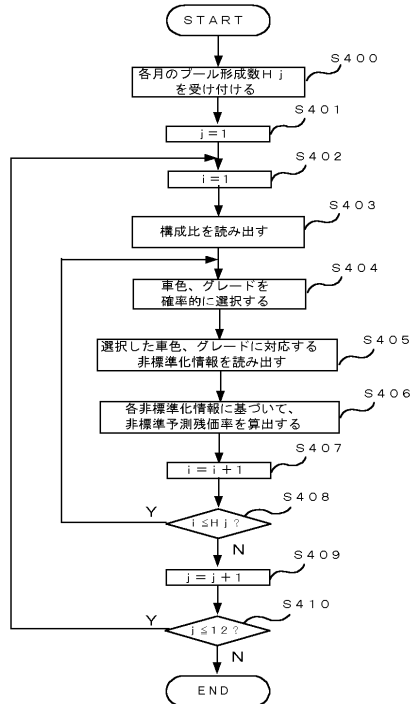 START
S400
各月のプール形成数Hj
を受け付ける
S401
j=1
S402
i=1
S403
構成比を読み出す
S404
車色、グレードを
確率的に選択する
S405
選択した車色、グレードに対応する
非標準化情報を読み出す
S406
各非標準化情報に基づいて、
非標準予測残価率を算出する
S407
i=i+1
S408
Y
i≤Hj?
N
S409
j=j+1
S410
Y
j≤12?
N
END